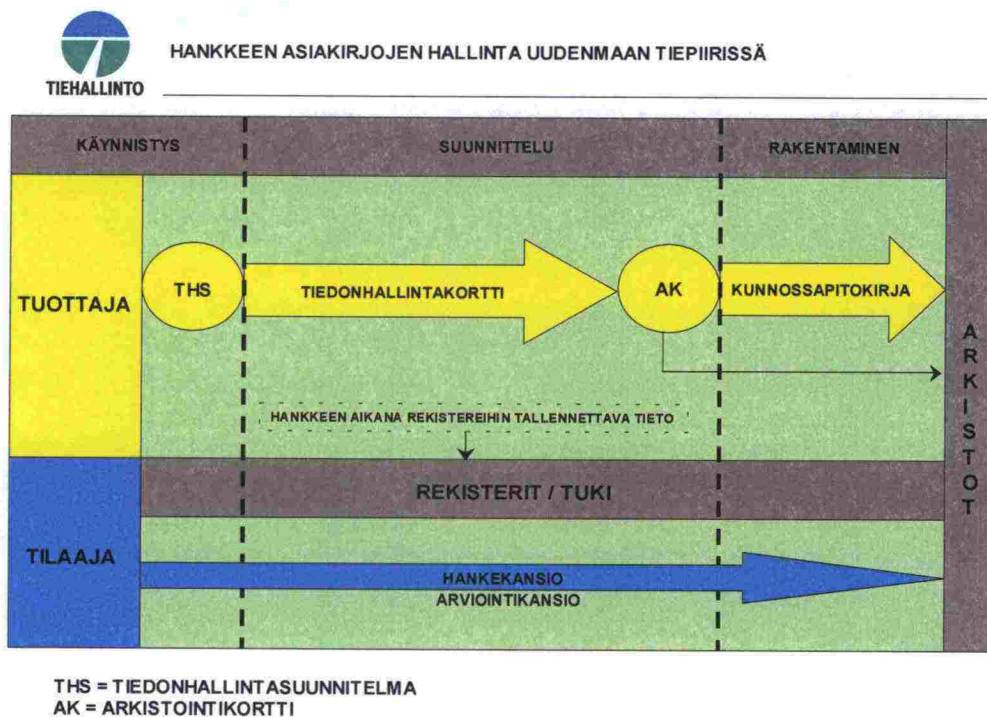 HANKKEEN ASIAKIRJOJEN HALLINTA UUDENMAAN TIEPIIRISSÄ
TIEHALLINTO
KÄYNNISTYS
SUUNNITTELU
RAKENTAMINEN
TUOTTAJA
THS
TIEDONHALLINTAKORTTI
AK
KUNNOSSAPITOKIRJA
ARKISTOT
HANKKEEN AIKANA REKISTEREIHIN TALLENNETTAVA TIETO
REKISTERIT / TUKI
TILAAJA
HANKEKANSIO
ARVIOINTIKANSIO
THS = TIEDONHALLINTASUUNNITELMA
AK = ARKISTOINTIKORTTI